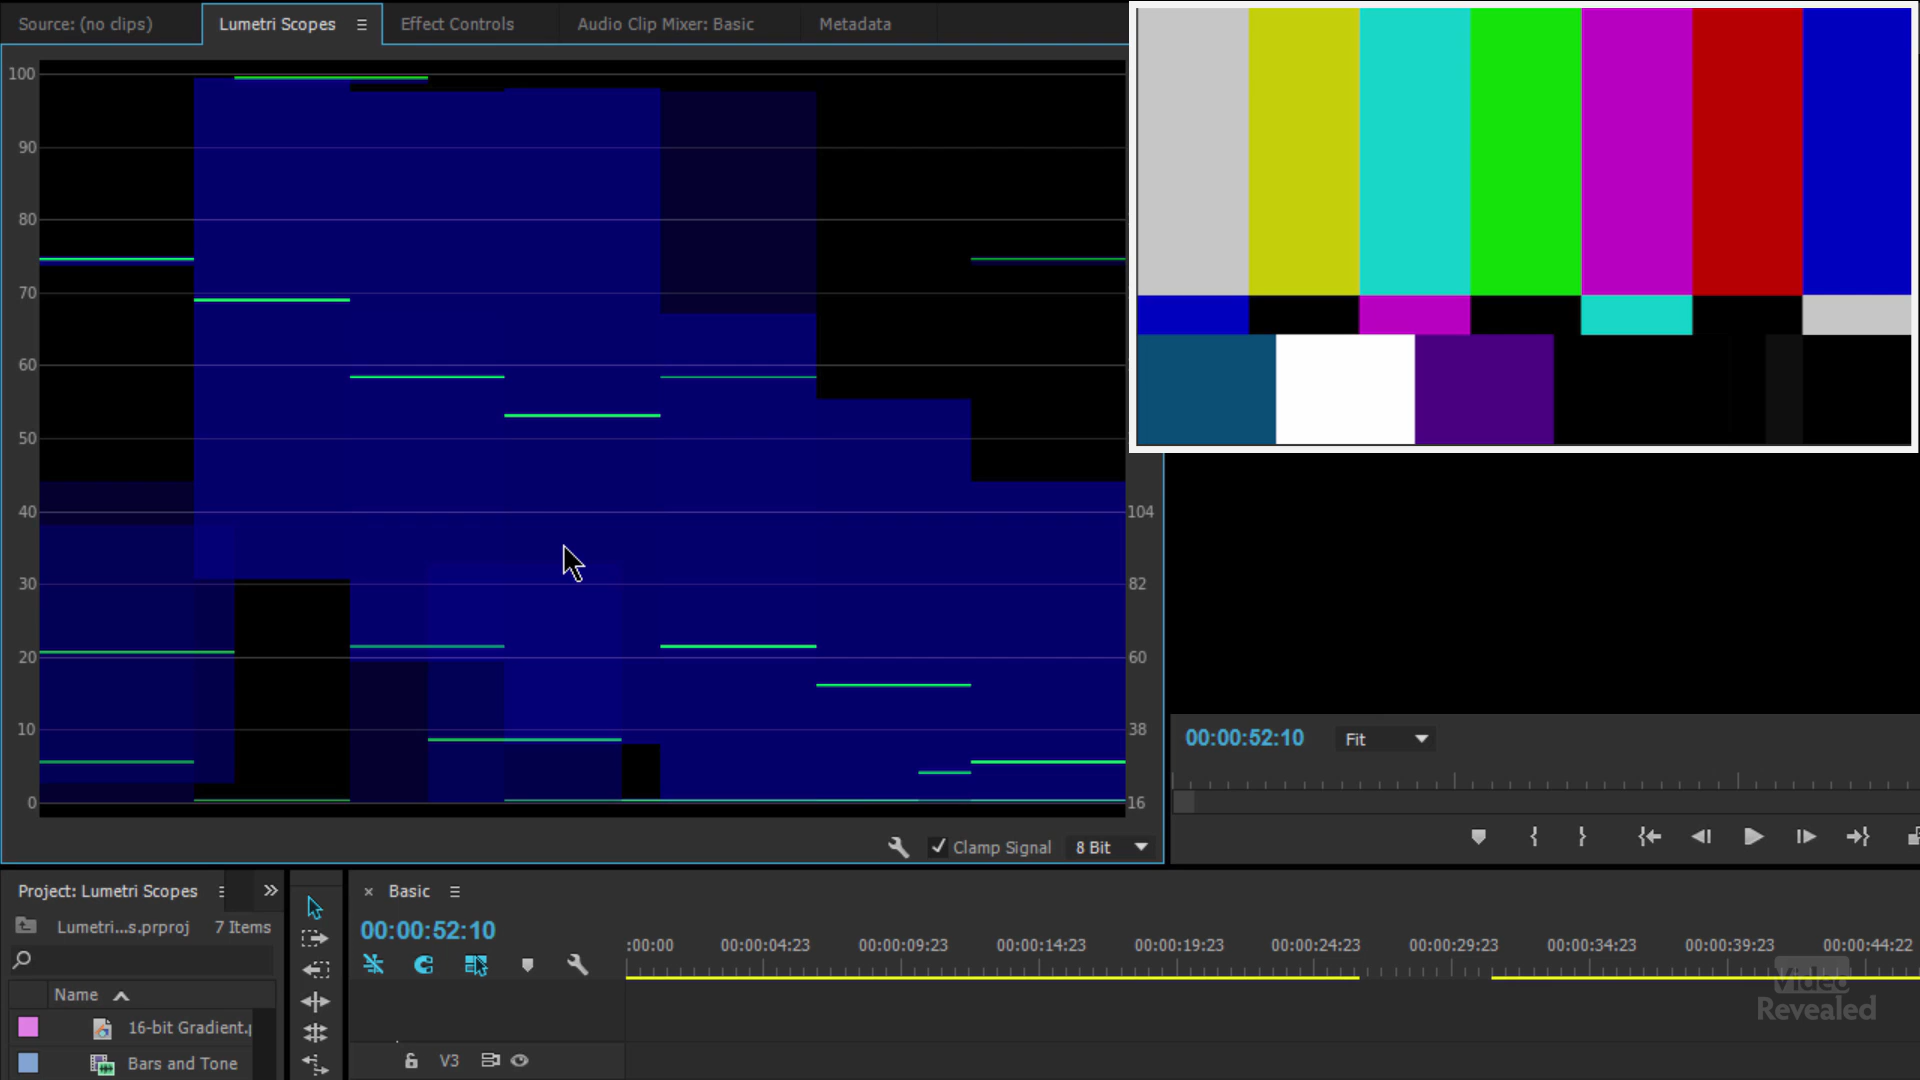 Source: (no clips)
Lumetri Scopes
Effect Controls
Audio Clip Mixer: Basic
Metadata
100
90
80
70
60
50
40
30
20
10
0
104
82
60
38
16
Clamp Signal
8 Bit
00:00:52:10
Fit
Project: Lumetri Scopes
Lumetri...s.prproj
7 Items
Name
16-bit Gradient.p
Bars and Tone
× Basic
00:00:52:10
:00:00
00:00:04:23
00:00:09:23
00:00:14:23
00:00:19:23
00:00:24:23
00:00:29:23
00:00:34:23
00:00:39:23
00:00:44:22
V3
Video
Revealed